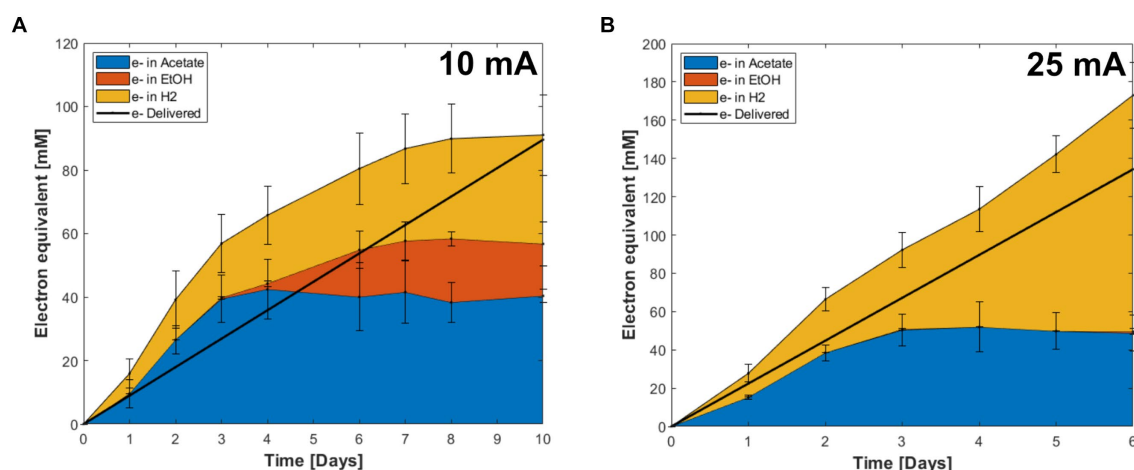 A
10 mA
e- in Acetate
e- in EtOH
e- in H2
e- Delivered
Electron equivalent [mM]
120
100
80
60
40
20
0
0 1 2 3 4 5 6 7 8 9 10
Time [Days]
B
25 mA
e- in Acetate
e- in EtOH
e- in H2
e- Delivered
Electron equivalent [mM]
200
180
160
140
120
100
80
60
40
20
0
0 1 2 3 4 5 6
Time [Days]